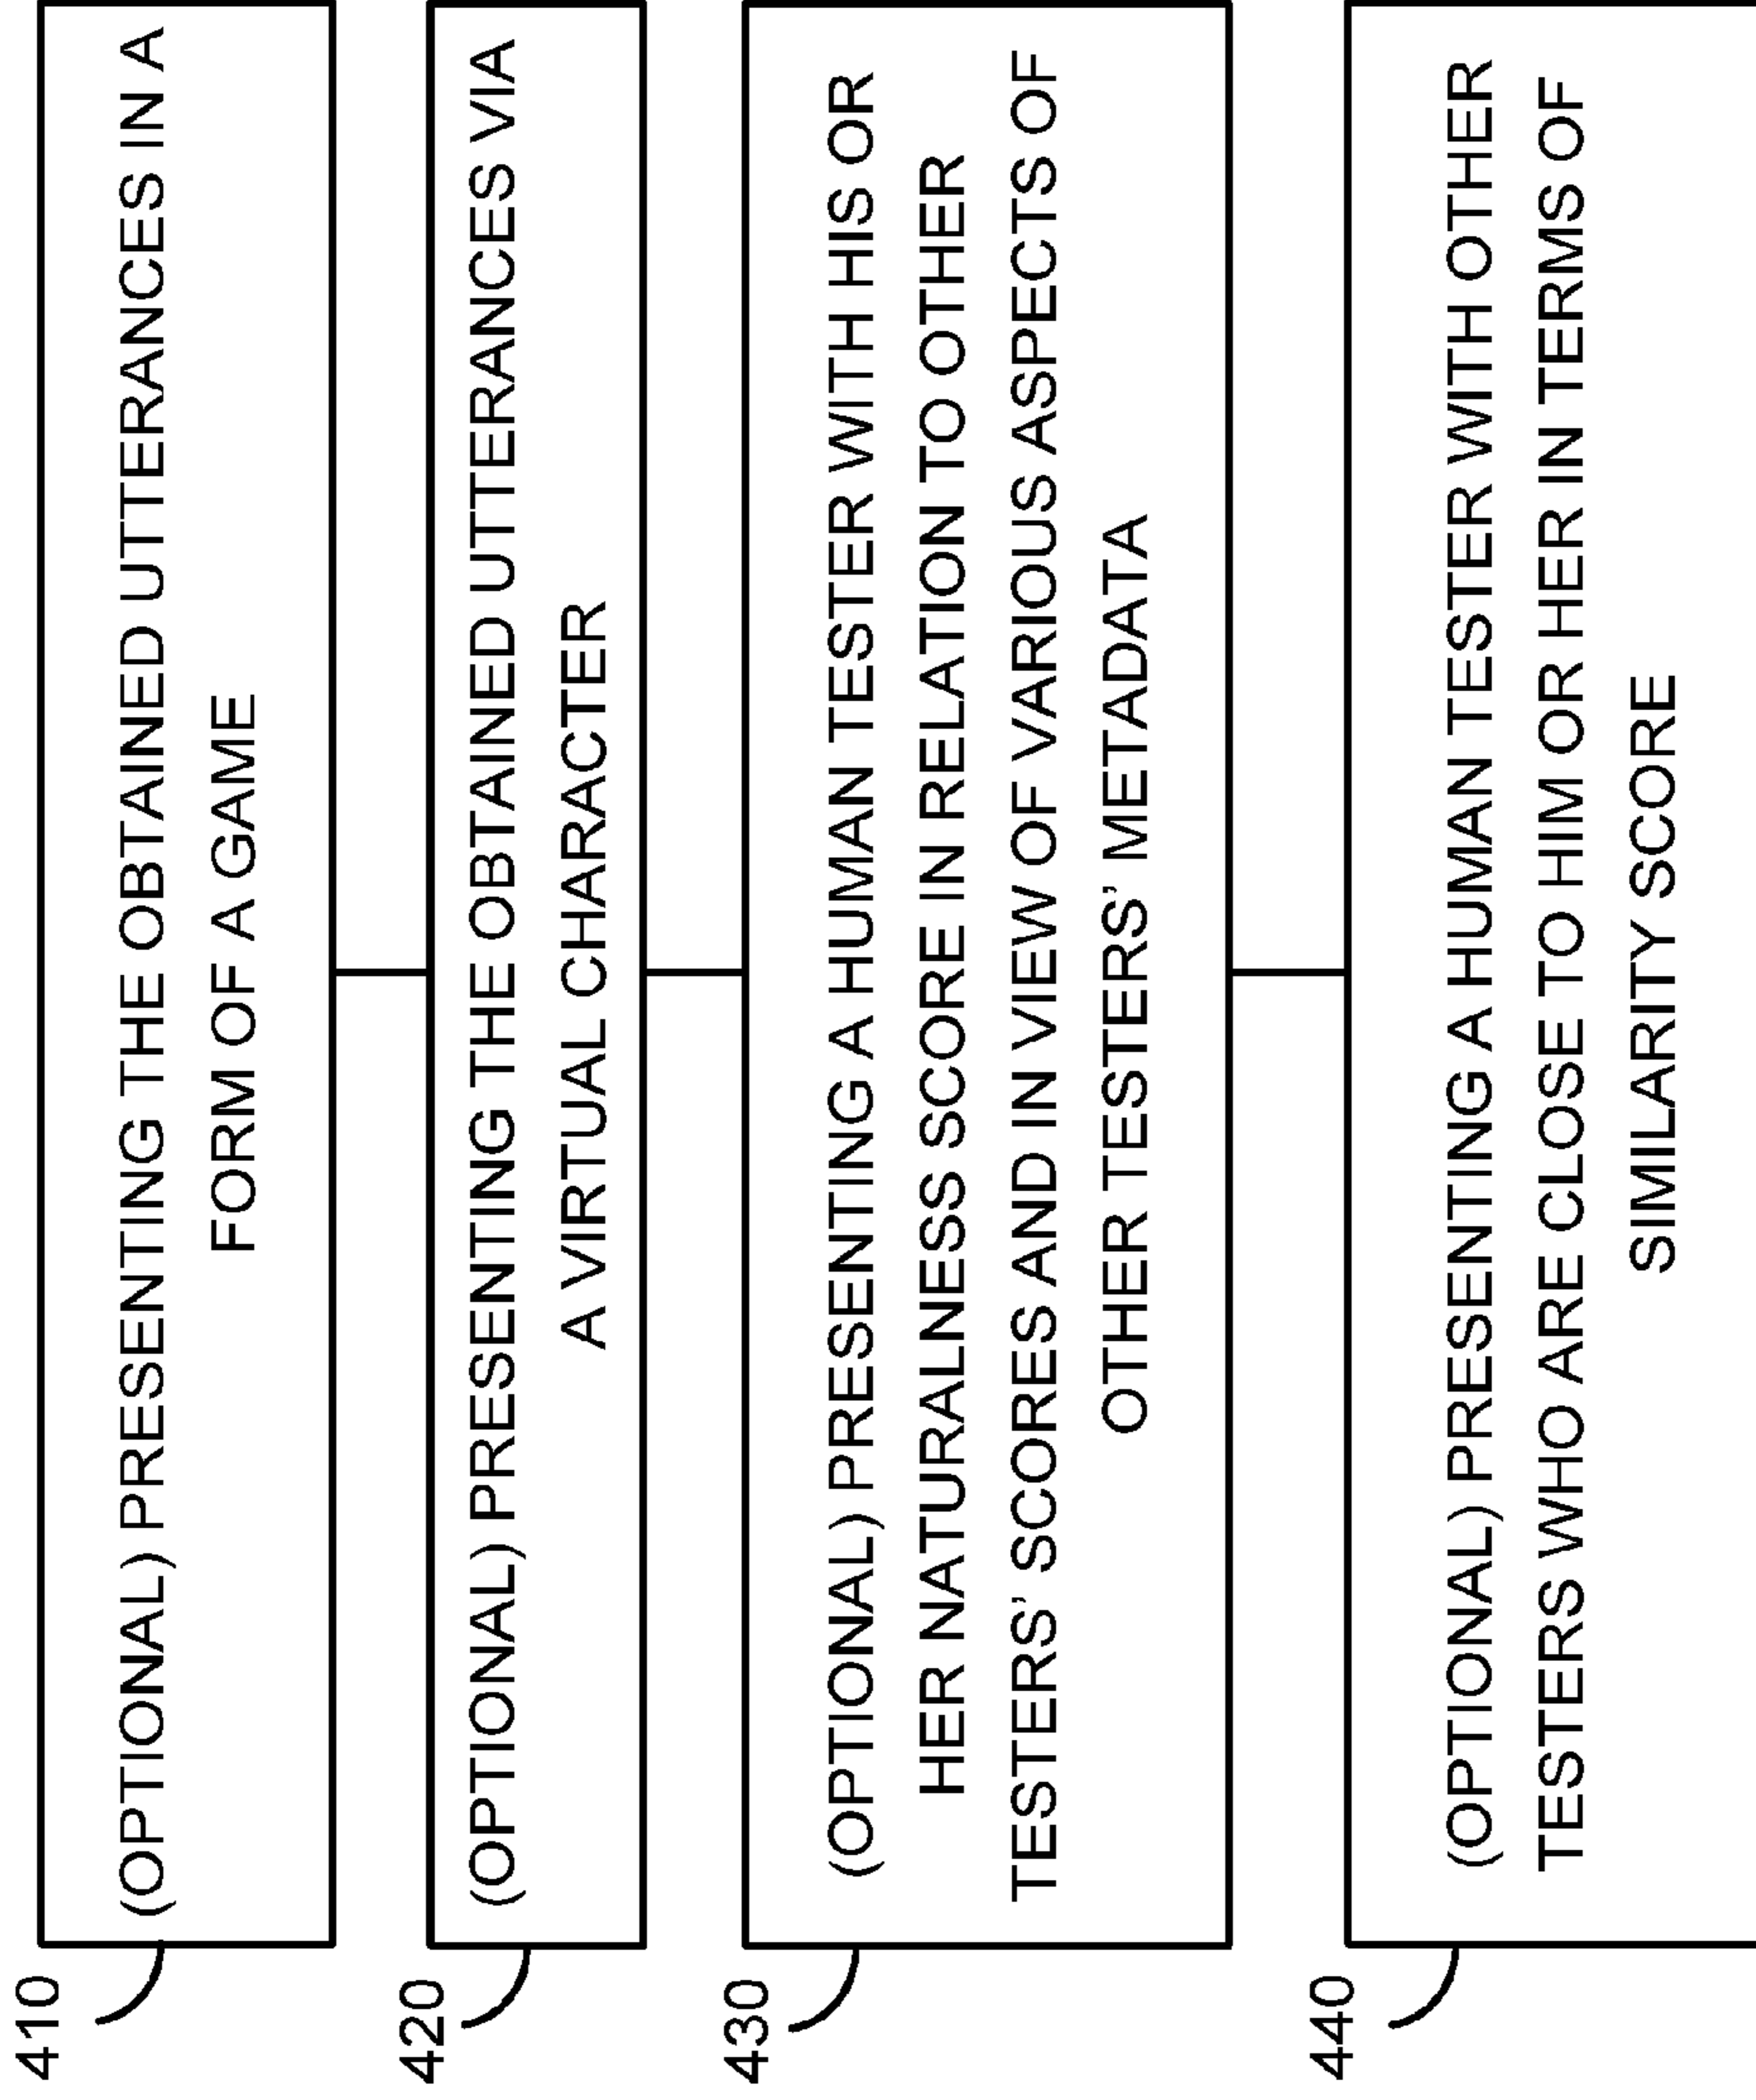 410
(OPTIONAL) PRESENTING THE OBTAINED UTTERANCES IN A
FORM OF A GAME
420
(OPTIONAL) PRESENTING THE OBTAINED UTTERANCES VIA
A VIRTUAL CHARACTER
430
(OPTIONAL) PRESENTING A HUMAN TESTER WITH HIS OR
HER NATURALNESS SCORE IN RELATION TO OTHER
TESTERS' SCORES AND IN VIEW OF VARIOUS ASPECTS OF
OTHER TESTERS’ METADATA
440
(OPTIONAL) PRESENTING A HUMAN TESTER WITH OTHER
TESTERS WHO ARE CLOSE TO HIM OR HER IN TERMS OF
SIMILARITY SCORE